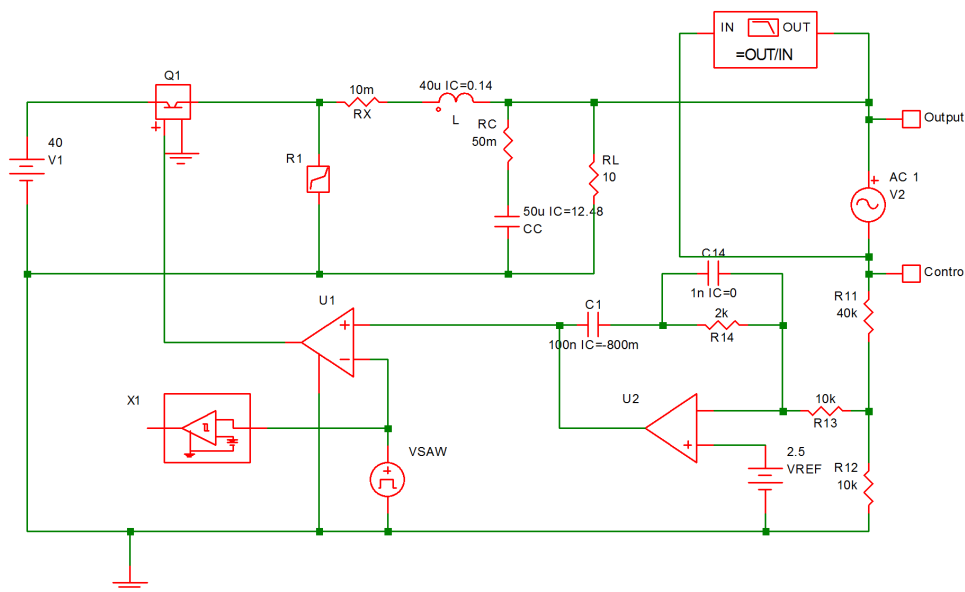 IN OUT
=OUT/IN
Q1
10m
RX
40u IC=0.14
L
RC
50m
Output
40
V1
R1
RL
10
AC 1
V2
50u IC=12.48
CC
C14
Contro
1n IC=0
U1
C1
R11
40k
2k
R14
100n IC=-800m
X1
U2
10k
R13
VSAW
2.5
VREF
R12
10k